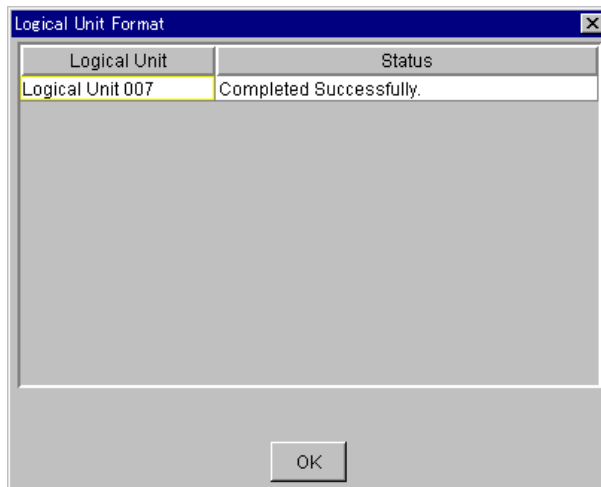 Logical Unit Format
Logical Unit Status
Logical Unit 007 Completed Successfully.
OK